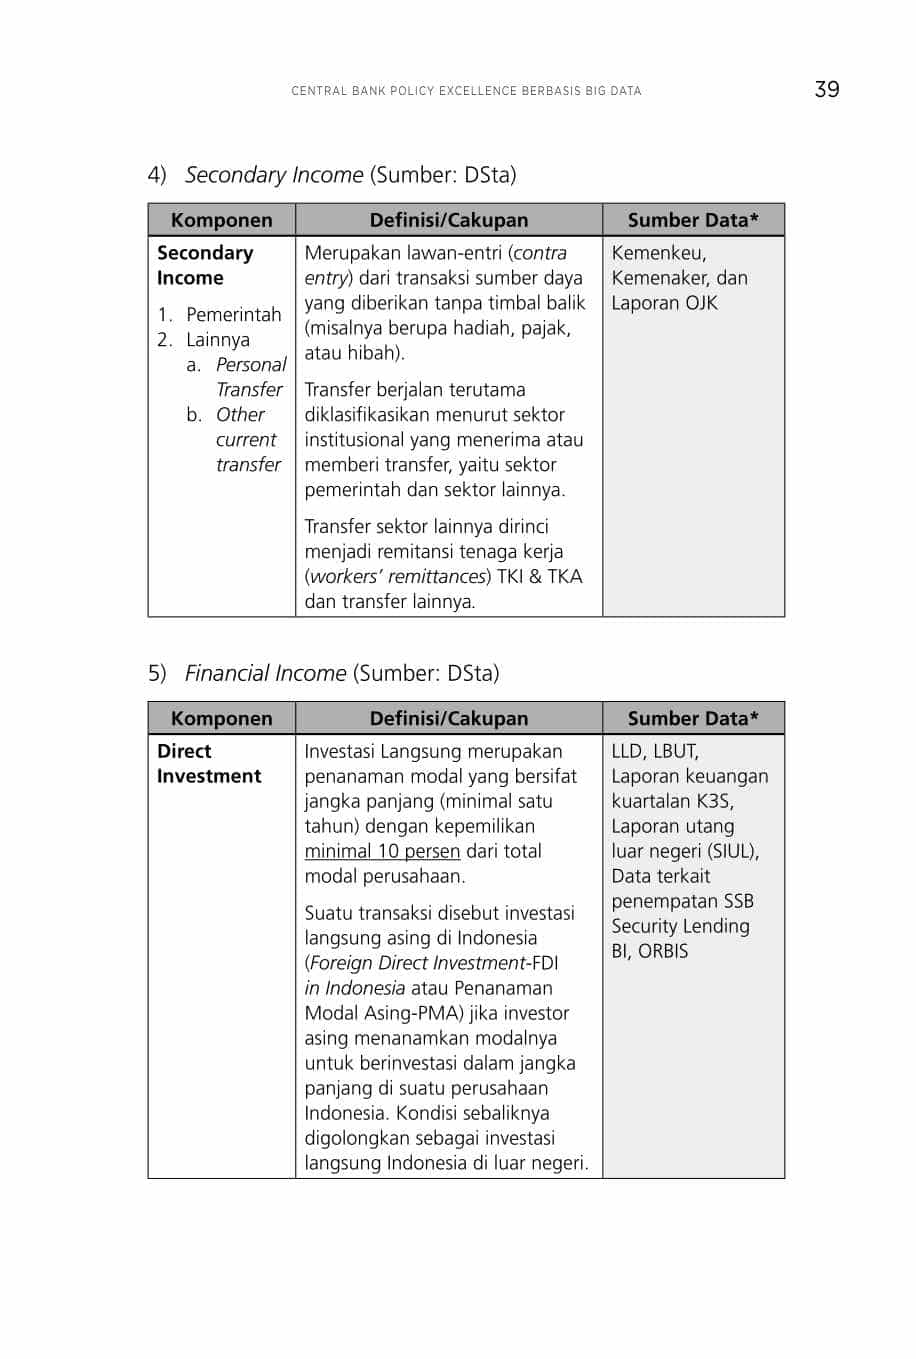 CENTRAL BANK POLICY EXCELLENCE BERBASIS BIG DATA
39
4) Secondary Income (Sumber: DSta)
Komponen
Definisi/Cakupan
Sumber Data*
Secondary
Income
1. Pemerintah
2. Lainnya
a. Personal
Transfer
b. Other
current
transfer
Merupakan lawan-entri (contra
entry) dari transaksi sumber daya
yang diberikan tanpa timbal balik
(misalnya berupa hadiah, pajak,
atau hibah).
Transfer berjalan terutama
diklasifikasikan menurut sektor
institusional yang menerima atau
memberi transfer, yaitu sektor
pemerintah dan sektor lainnya.
Transfer sektor lainnya dirinci
menjadi remitansi tenaga kerja
(workers’ remittances) TKI & TKA
dan transfer lainnya.
Kemenkeu,
Kemenaker, dan
Laporan OJK
5) Financial Income (Sumber: DSta)
Komponen
Definisi/Cakupan
Sumber Data*
Direct
Investment
Investasi Langsung merupakan
penanaman modal yang bersifat
jangka panjang (minimal satu
tahun) dengan kepemilikan
minimal 10 persen dari total
modal perusahaan.
Suatu transaksi disebut investasi
langsung asing di Indonesia
(Foreign Direct Investment-FDI
in Indonesia atau Penanaman
Modal Asing-PMA) jika investor
asing menanamkan modalnya
untuk berinvestasi dalam jangka
panjang di suatu perusahaan
Indonesia. Kondisi sebaliknya
digolongkan sebagai investasi
langsung Indonesia di luar negeri.
LLD, LBUT,
Laporan keuangan
kuartalan K3S,
Laporan utang
luar negeri (SIUL),
Data terkait
penempatan SSB
Security Lending
BI, ORBIS